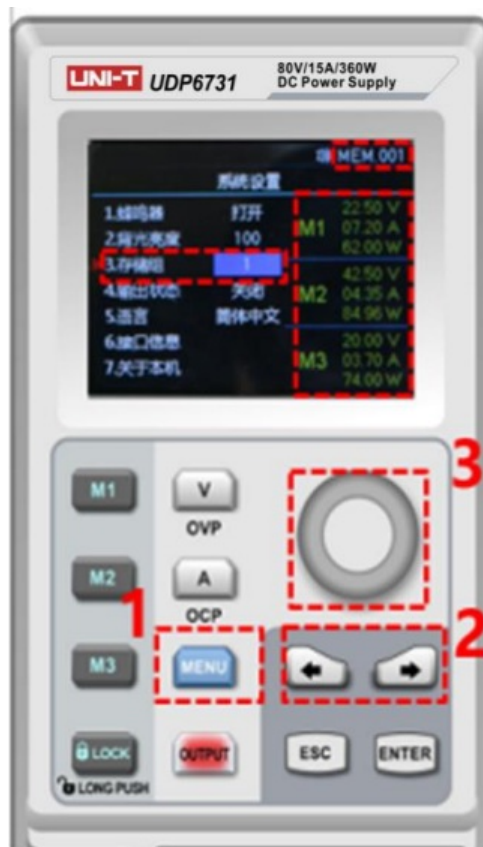 UNI-T UDP6731
80V/15A/360W
DC Power Supply
MEM.001
系统设置
1.蜂鸣器 打开
2.背光亮度 100
3.存储组 1
4.输出状态 关闭
5.语言 简体中文
6.接口信息
7.关于本机
M1
22.50 V
07.20 A
62.00 W
M2
42.50 V
04.35 A
84.96 W
M3
20.00 V
03.70 A
74.00 W
3
M1
V
OVP
M2
A
OCP
1
2
M3
MENU
LOCK
OUTPUT
ESC
ENTER
LONG PUSH